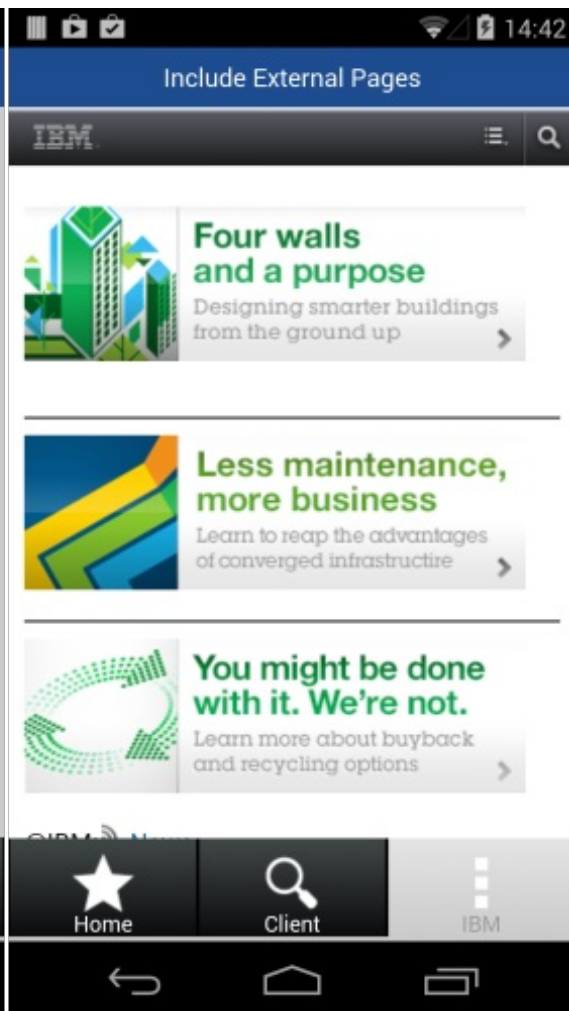 14:42
Include External Pages
IBM
Four walls
and a purpose
Designing smarter buildings
from the ground up
Less maintenance,
more business
Learn to reap the advantages
of converged infrastructire
You might be done
with it. We're not.
Learn more about buyback
and recycling options
Home
Client
IBM